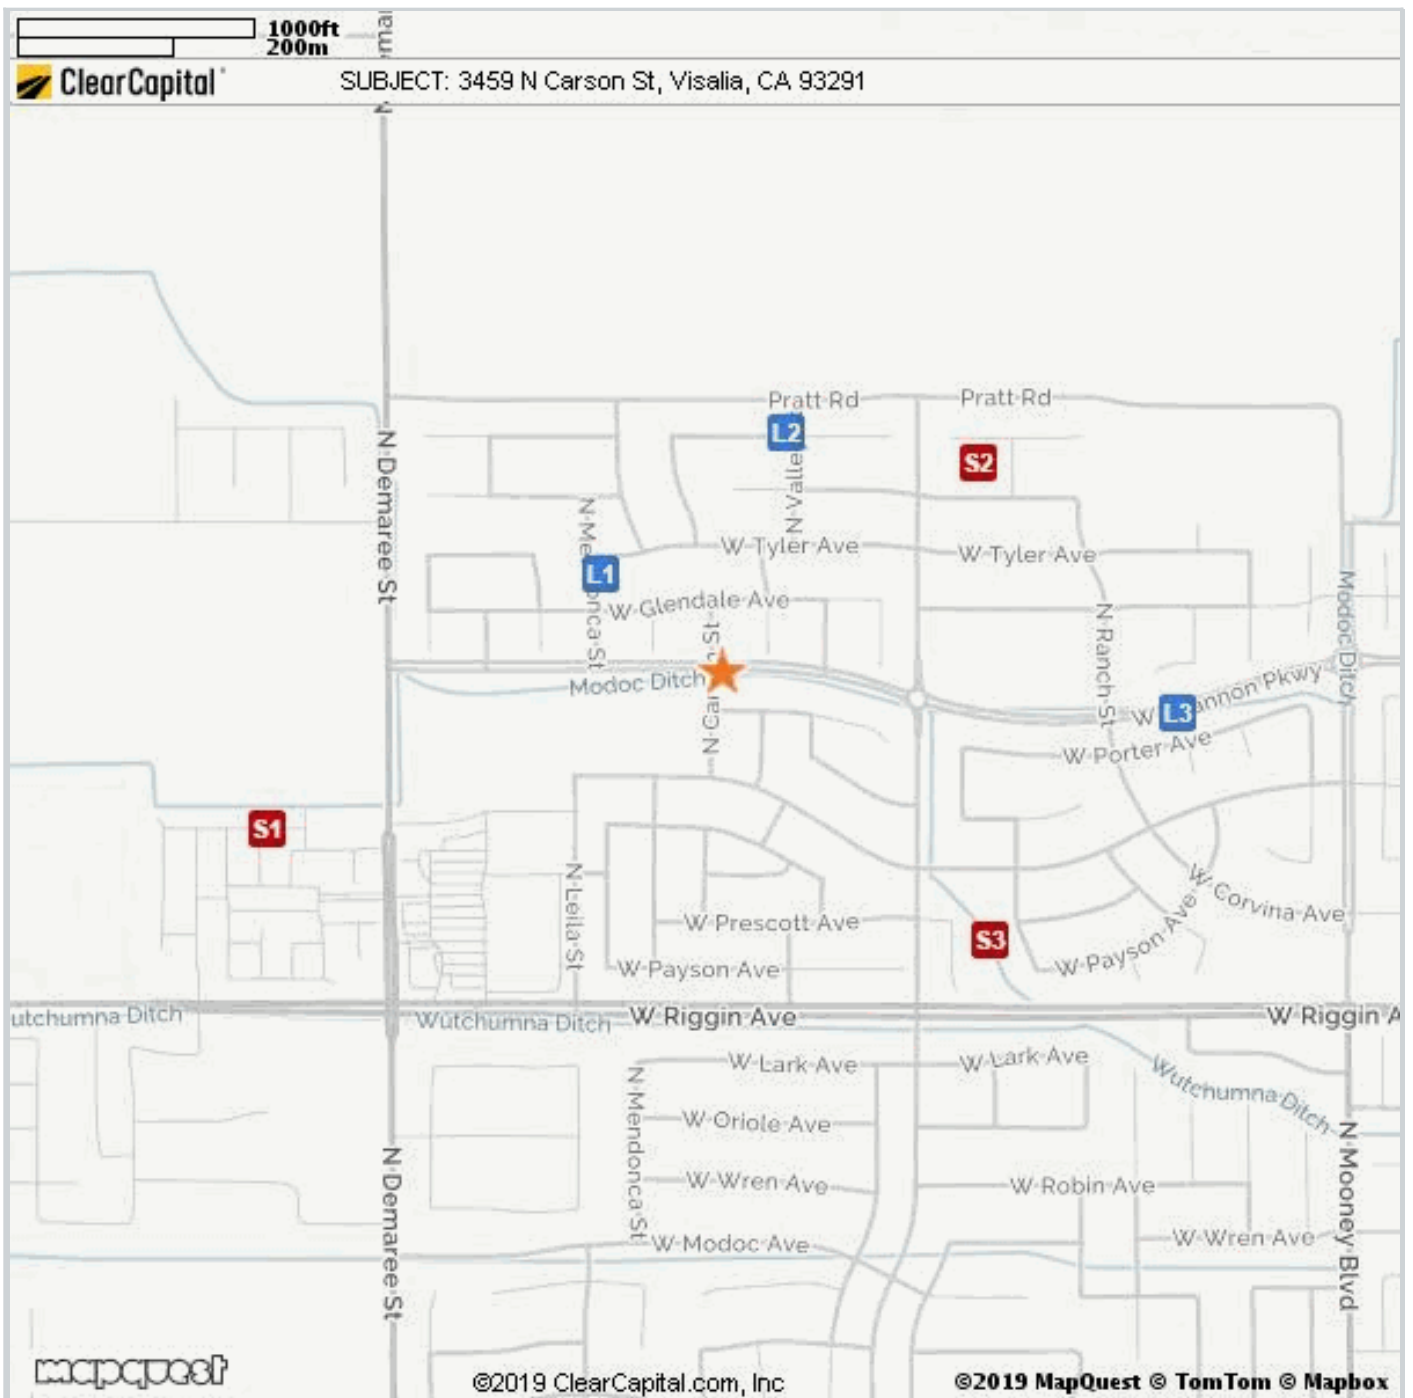 1000ft
200m
ClearCapital
SUBJECT: 3459 N Carson St, Visalia, CA 93291
Pratt Rd
Pratt Rd
L2
S2
N Demaree St
W Tyler Ave
W Tyler Ave
L1
W Glendale Ave
N Ranch St
Modoc Ditch
Modoc Ditch
L3
W Porter Ave
S1
N Leila St
W Prescott Ave
W Corvina Ave
S3
W Payson Ave
W Payson Ave
utchumna Ditch
Wutchumna Ditch
W Riggin Ave
W Riggin A
W Lark Ave
W Lark Ave
Wutchumna Ditch
N Mendonca St
W Oriole Ave
W Wren Ave
W Robin Ave
N Demaree St
W Modoc Ave
W Wren Ave
N Mooney Blvd
mapquest
©2019 ClearCapital.com, Inc
©2019 MapQuest © TomTom © Mapbox